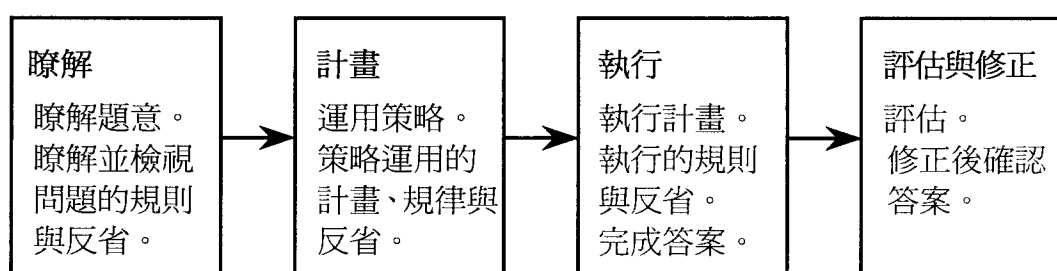 瞭解
瞭解題意。
瞭解並檢視
問題的規則
與反省。
計畫
運用策略。
策略運用的
計畫、規律與
反省。
執行
執行計畫。
執行的規則
與反省。
完成答案。
評估與修正
評估。
修正後確認
答案。